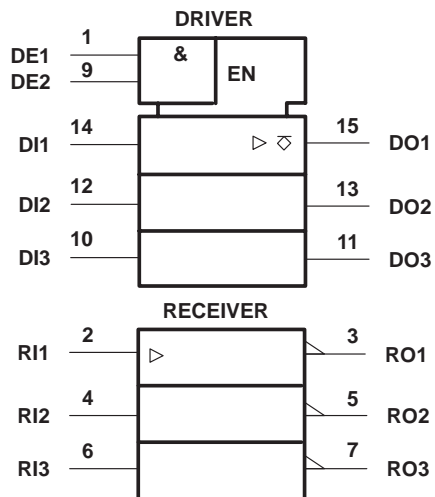 DRIVER
DE1 1
DE2 9
&
EN
DI1 14 15 DO1
DI2 12 13 DO2
DI3 10 11 DO3
RECEIVER
RI1 2 3 RO1
RI2 4 5 RO2
RI3 6 7 RO3